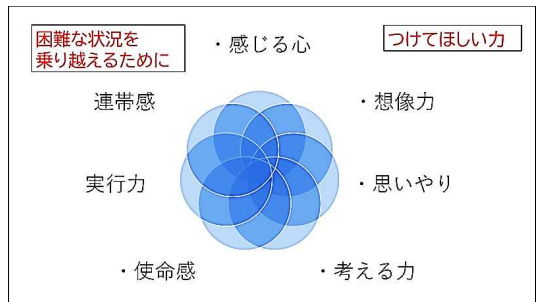 困難な状況を
乗り越えるために
・感じる心
つけてほしい力
連帯感
・想像力
実行力
・思いやり
・使命感
・考える力